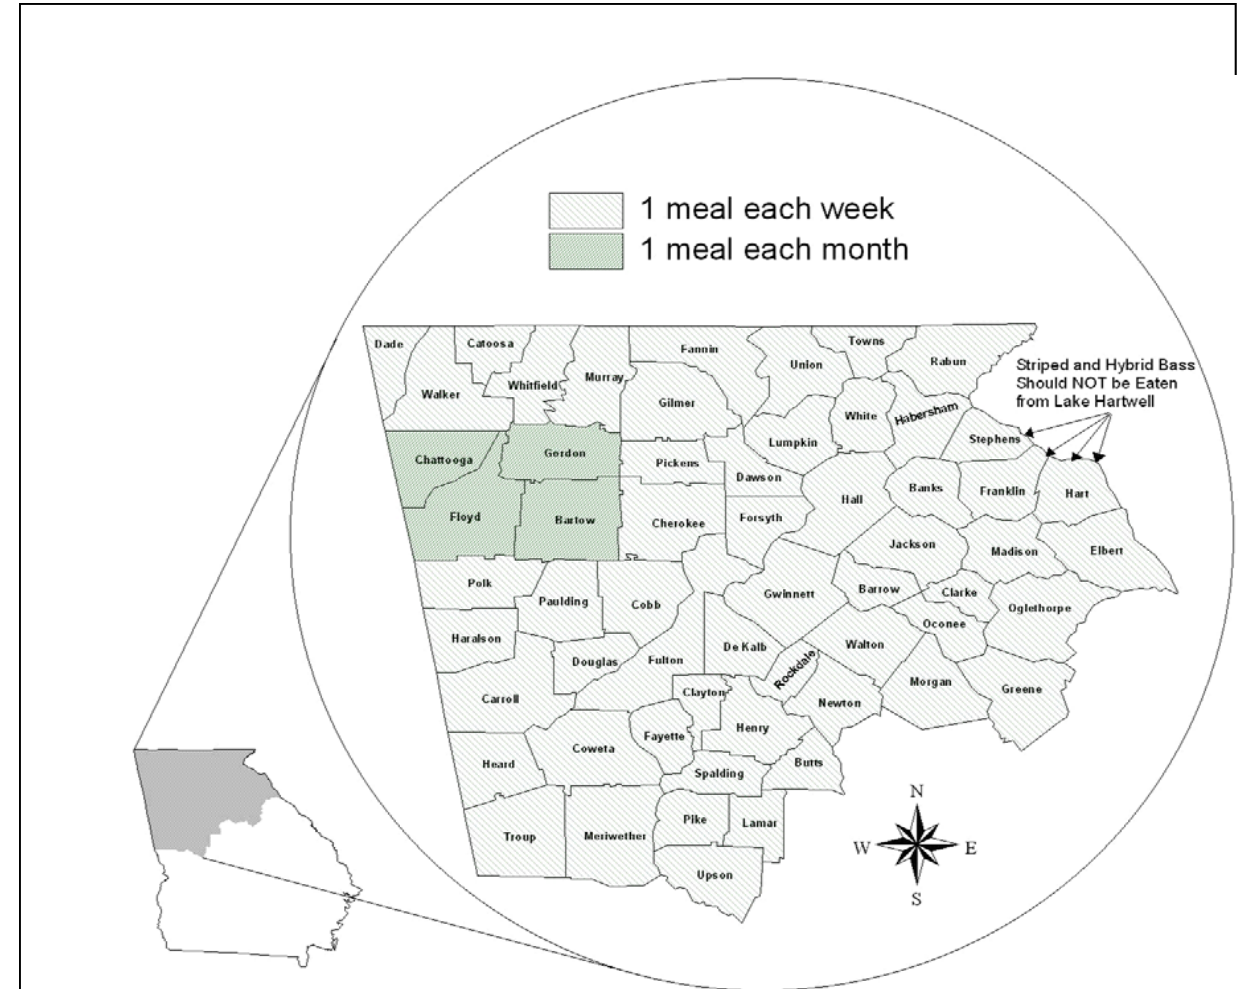 1 meal each week
1 meal each month
Dade
Catoosa
Fannin
Towns
Union
Rabun
Walker
Whitfield
Murray
Gilmer
Striped and Hybrid Bass
Should NOT be Eaten
from Lake Hartwell
White
Habersham
Lumpkin
Stephens
Chattooga
Gordon
Pickens
Dawson
Hall
Banks
Franklin
Hart
Floyd
Bartow
Cherokee
Forsyth
Jackson
Madison
Elbert
Polk
Paulding
Cobb
Gwinnett
Barrow
Clarke
Oglethorpe
Haralson
Oconee
Douglas
Fulton
De Kalb
Rockdale
Walton
Carroll
Clayton
Newton
Morgan
Greene
Heard
Coweta
Fayette
Henry
Spalding
Butts
Troup
Meriwether
Pike
Lamar
Upson
N
W E
S